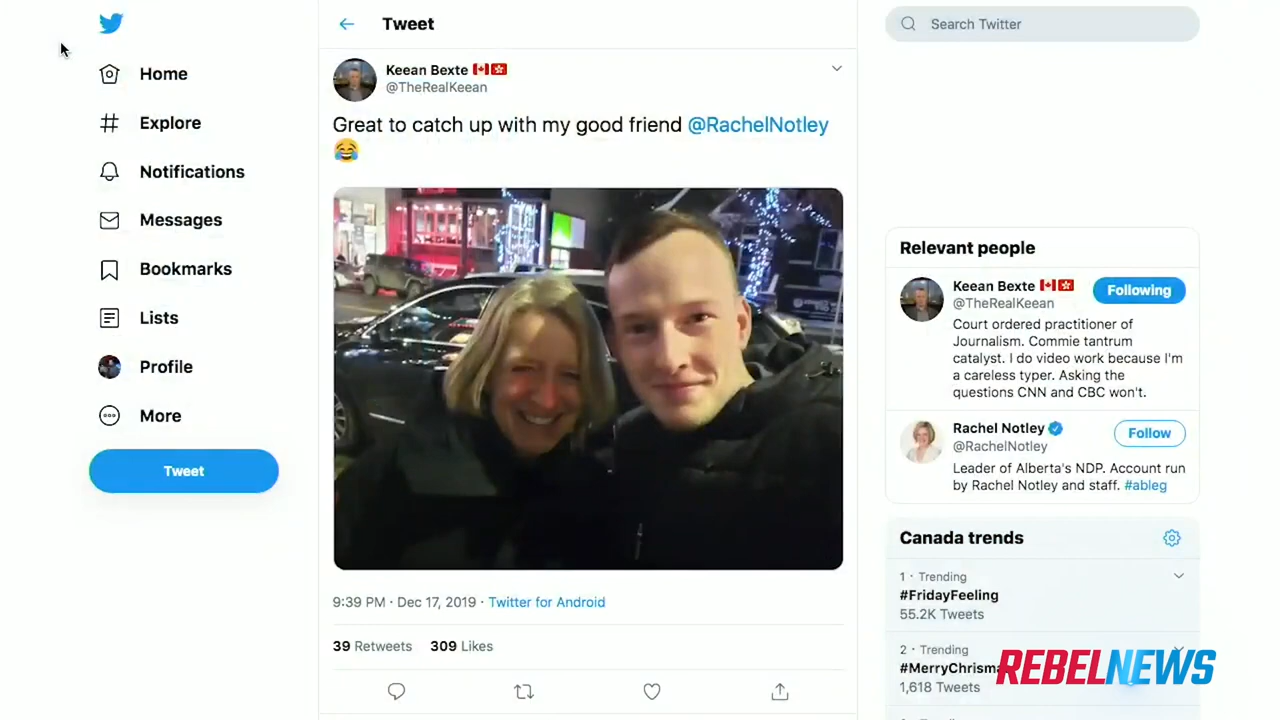 Tweet
Search Twitter
Home
Explore
Notifications
Messages
Bookmarks
Lists
Profile
More
Tweet
Keean Bexte 🇨🇦🇭🇰
@TheRealKeean
Great to catch up with my good friend @RachelNotley
😂
9:39 PM · Dec 17, 2019 · Twitter for Android
39 Retweets 309 Likes
Relevant people
Keean Bexte 🇨🇦🇭🇰
Following
@TheRealKeean
Court ordered practitioner of
Journalism. Commie tantrum
catalyst. I do video work because I'm
a careless typer. Asking the
questions CNN and CBC won't.
Rachel Notley
Follow
@RachelNotley
Leader of Alberta's NDP. Account run
by Rachel Notley and staff. #ableg
Canada trends
1 · Trending
#FridayFeeling
55.2K Tweets
2 · Trending
#MerryChrisma
1,618 Tweets
REBELNEWS